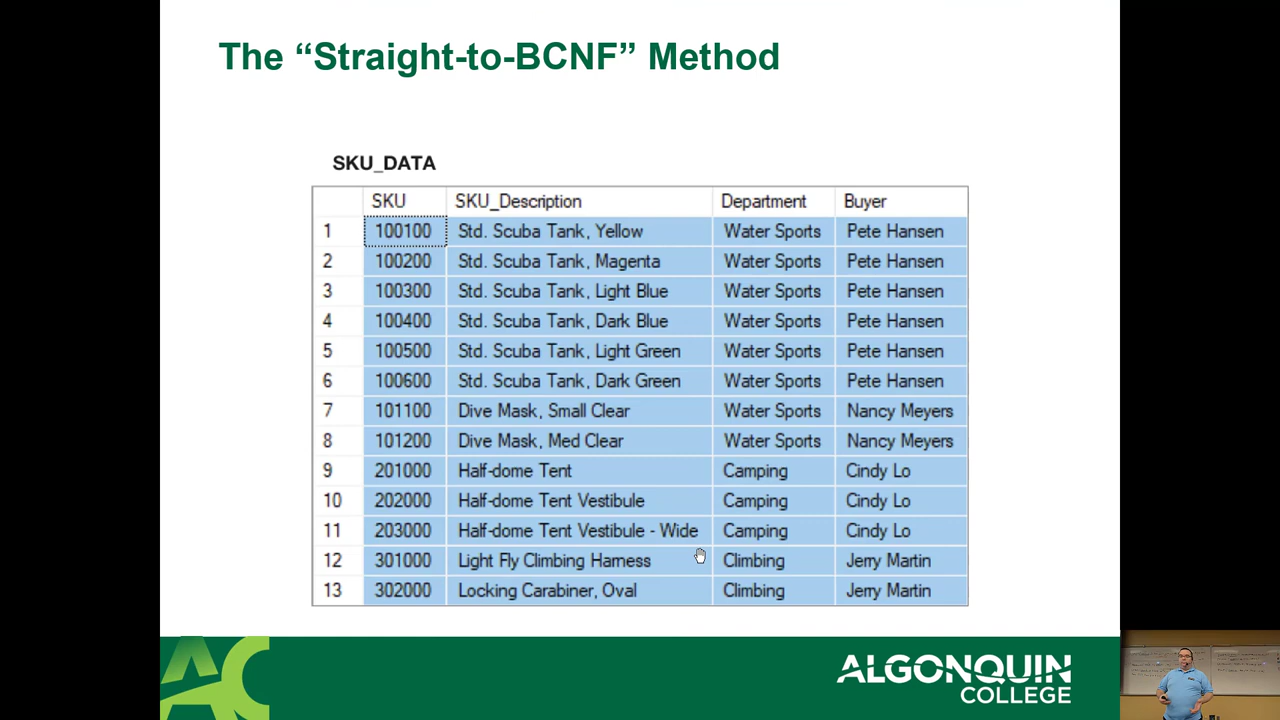 The “Straight-to-BCNF” Method
SKU_DATA
SKU SKU_Description Department Buyer
1 100100 Std. Scuba Tank, Yellow Water Sports Pete Hansen
2 100200 Std. Scuba Tank, Magenta Water Sports Pete Hansen
3 100300 Std. Scuba Tank, Light Blue Water Sports Pete Hansen
4 100400 Std. Scuba Tank, Dark Blue Water Sports Pete Hansen
5 100500 Std. Scuba Tank, Light Green Water Sports Pete Hansen
6 100600 Std. Scuba Tank, Dark Green Water Sports Pete Hansen
7 101100 Dive Mask, Small Clear Water Sports Nancy Meyers
8 101200 Dive Mask, Med Clear Water Sports Nancy Meyers
9 201000 Half-dome Tent Camping Cindy Lo
10 202000 Half-dome Tent Vestibule Camping Cindy Lo
11 203000 Half-dome Tent Vestibule - Wide Camping Cindy Lo
12 301000 Light Fly Climbing Harness Climbing Jerry Martin
13 302000 Locking Carabiner, Oval Climbing Jerry Martin
AC
ALGONQUIN
COLLEGE